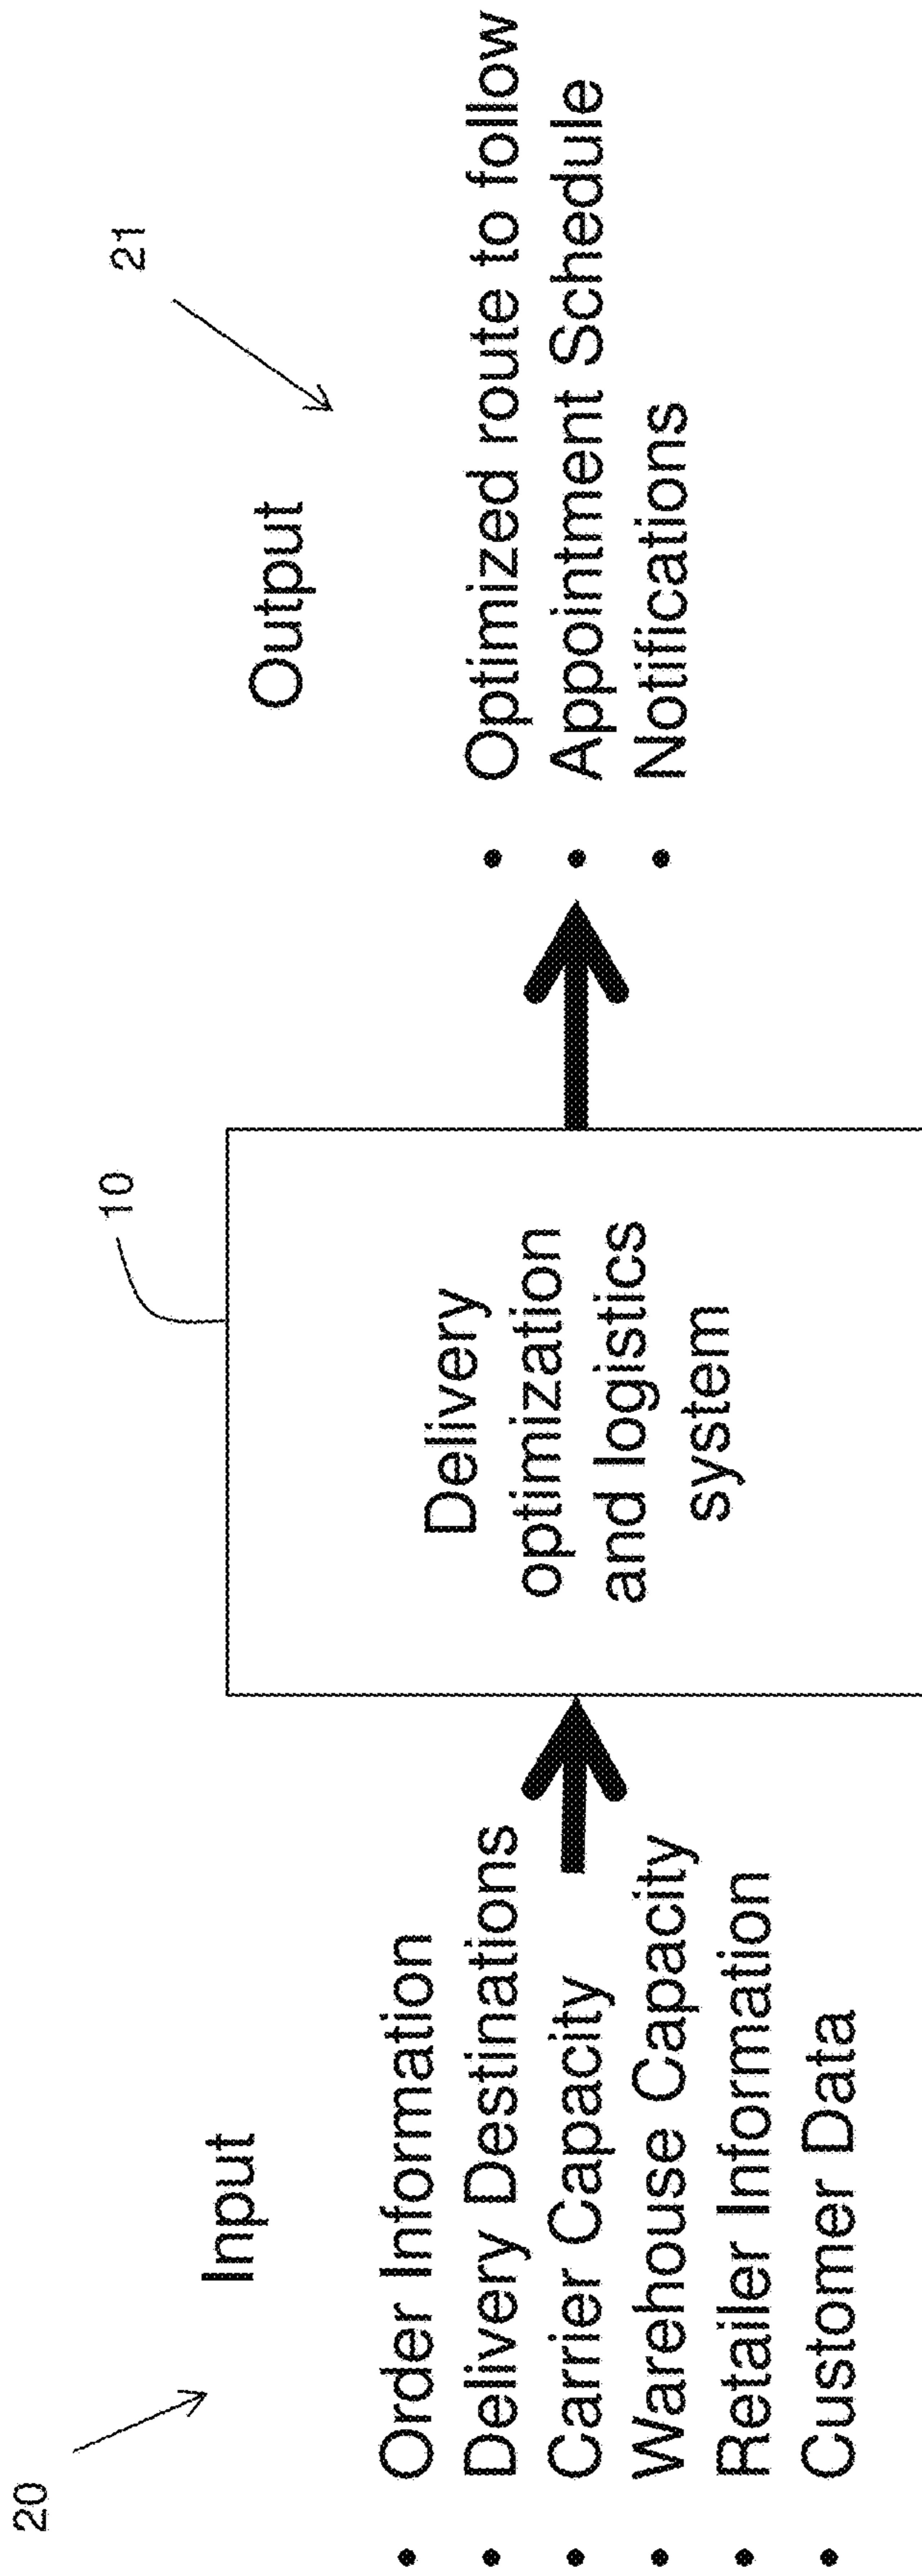 20
Input
• Order Information
• Delivery Destinations
• Carrier Capacity
• Warehouse Capacity
• Retailer Information
• Customer Data
10
Delivery
optimization
and logistics
system
21
Output
• Optimized route to follow
• Appointment Schedule
• Notifications